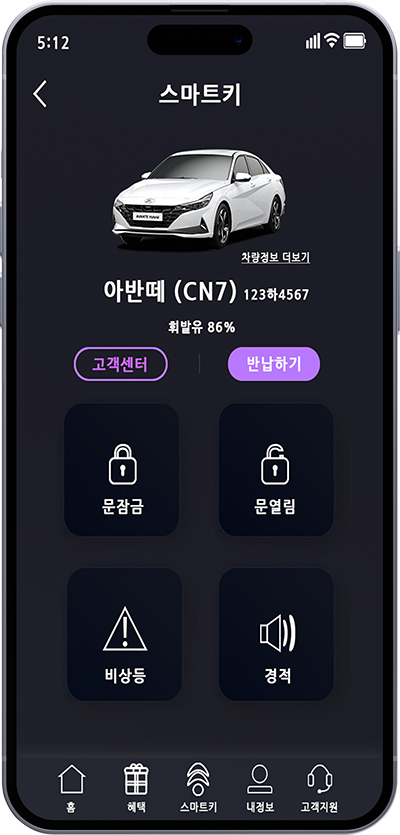 5:12
스마트키
AVANTE Hybrid
차량정보 더보기
아반떼 (CN7) 123하4567
휘발유 86%
고객센터
반납하기
문잠금
문열림
비상등
경적
홈
혜택
스마트키
내정보
고객지원